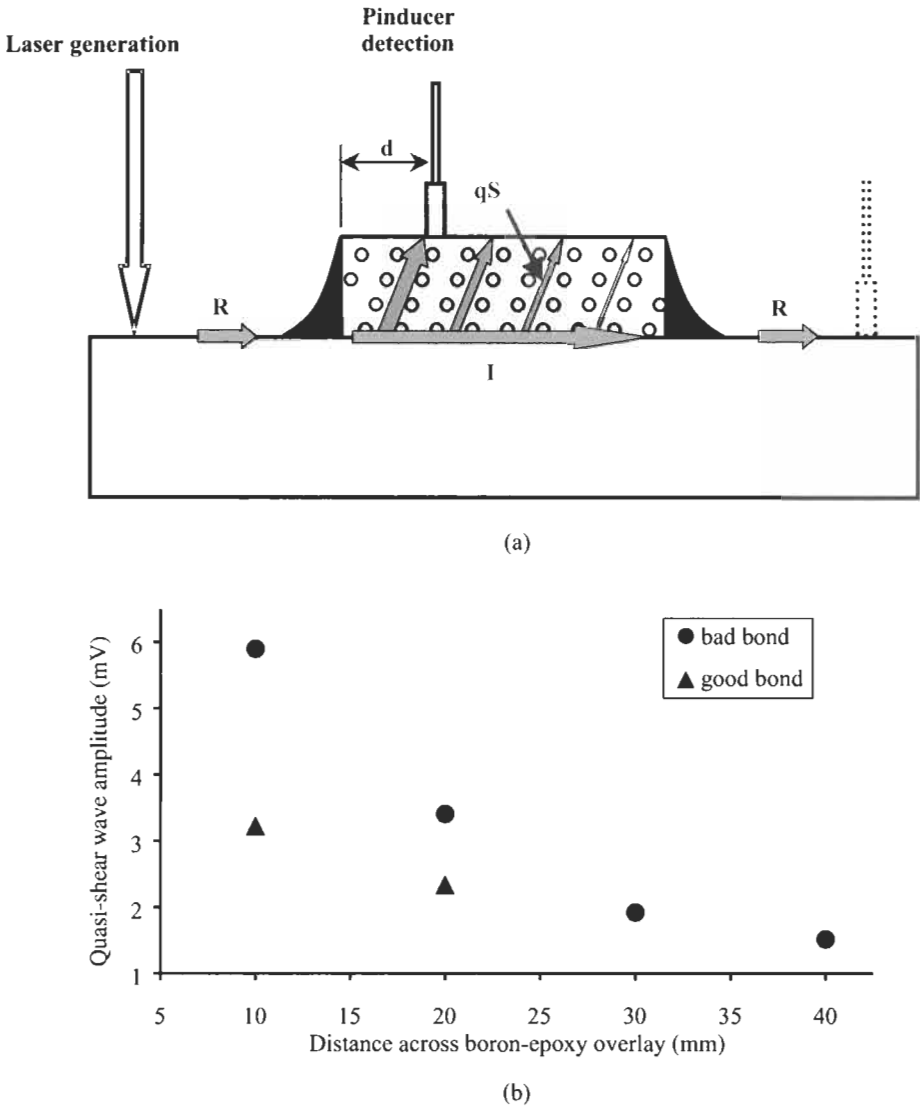 Pinducer
detection
Laser generation
d
qS
R
R
I
(a)
Quasi-shear wave amplitude (mV)
6
5
4
3
2
1
bad bond
good bond
5 10 15 20 25 30 35 40
Distance across boron-epoxy overlay (mm)
(b)